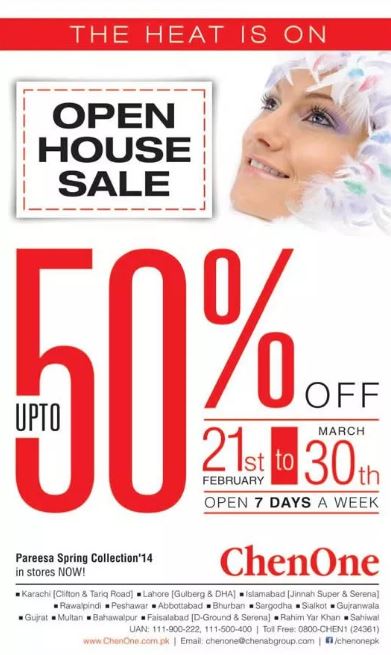 THE HEAT IS ON
OPEN
HOUSE
SALE
UPTO 50% OFF
21st to 30th
FEBRUARY MARCH
OPEN 7 DAYS A WEEK
Pareesa Spring Collection'14
in stores NOW!
ChenOne
▪ Karachi [Clifton & Tariq Road] ▪ Lahore [Gulberg & DHA] ▪ Islamabad [Jinnah Super & Serena]
▪ Rawalpindi ▪ Peshawar ▪ Abbottabad ▪ Bhurban ▪ Sargodha ▪ Sialkot ▪ Gujranwala
▪ Gujrat ▪ Multan ▪ Bahawalpur ▪ Faisalabad [D-Ground & Serena] ▪ Rahim Yar Khan ▪ Sahiwal
UAN: 111-900-222, 111-500-400 | Toll Free: 0800-CHEN1 (24361)
www.ChenOne.com.pk | Email: chenone@chenabgroup.com | f/chenonepk